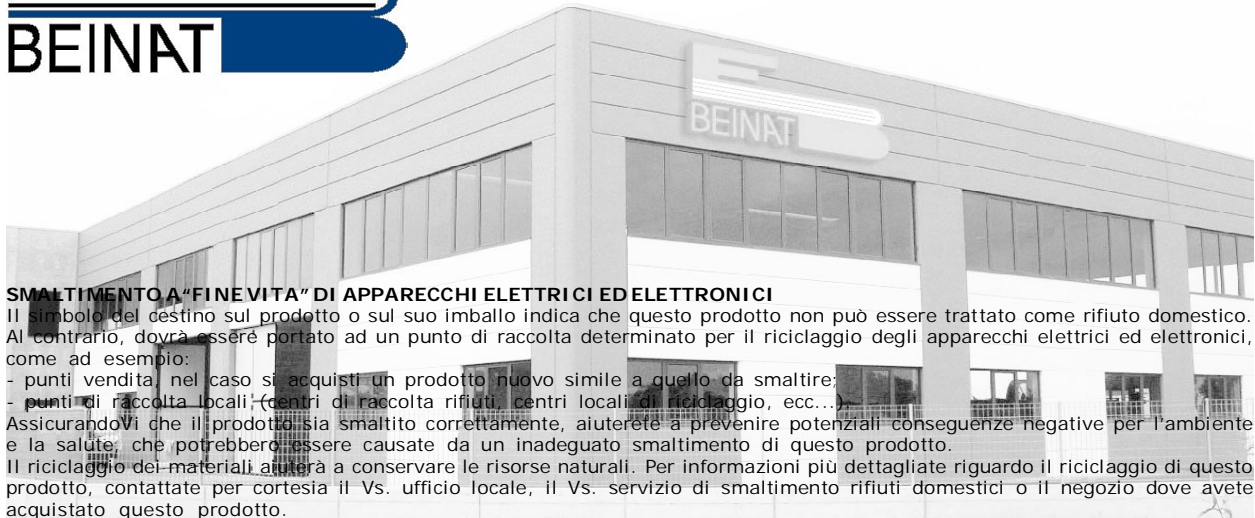 BEINAT
BEINAT
SMALTIMENTO A “FINE VITA” DI APPARECCHI ELETTRICI ED ELETTRONICI
Il simbolo del cestino sul prodotto o sul suo imballo indica che questo prodotto non può essere trattato come rifiuto domestico.
Al contrario, dovrà essere portato ad un punto di raccolta determinato per il riciclaggio degli apparecchi elettrici ed elettronici,
come ad esempio:
- punti vendita, nel caso si acquisti un prodotto nuovo simile a quello da smaltire;
- punti di raccolta locali (centri di raccolta rifiuti, centri locali di riciclaggio, ecc...)
AssicurandoVi che il prodotto sia smaltito correttamente, aiuterete a prevenire potenziali conseguenze negative per l'ambiente
e la salute, che potrebbero essere causate da un inadeguato smaltimento di questo prodotto.
Il riciclaggio dei materiali aiuterà a conservare le risorse naturali. Per informazioni più dettagliate riguardo il riciclaggio di questo
prodotto, contattate per cortesia il Vs. ufficio locale, il Vs. servizio di smaltimento rifiuti domestici o il negozio dove avete
acquistato questo prodotto.